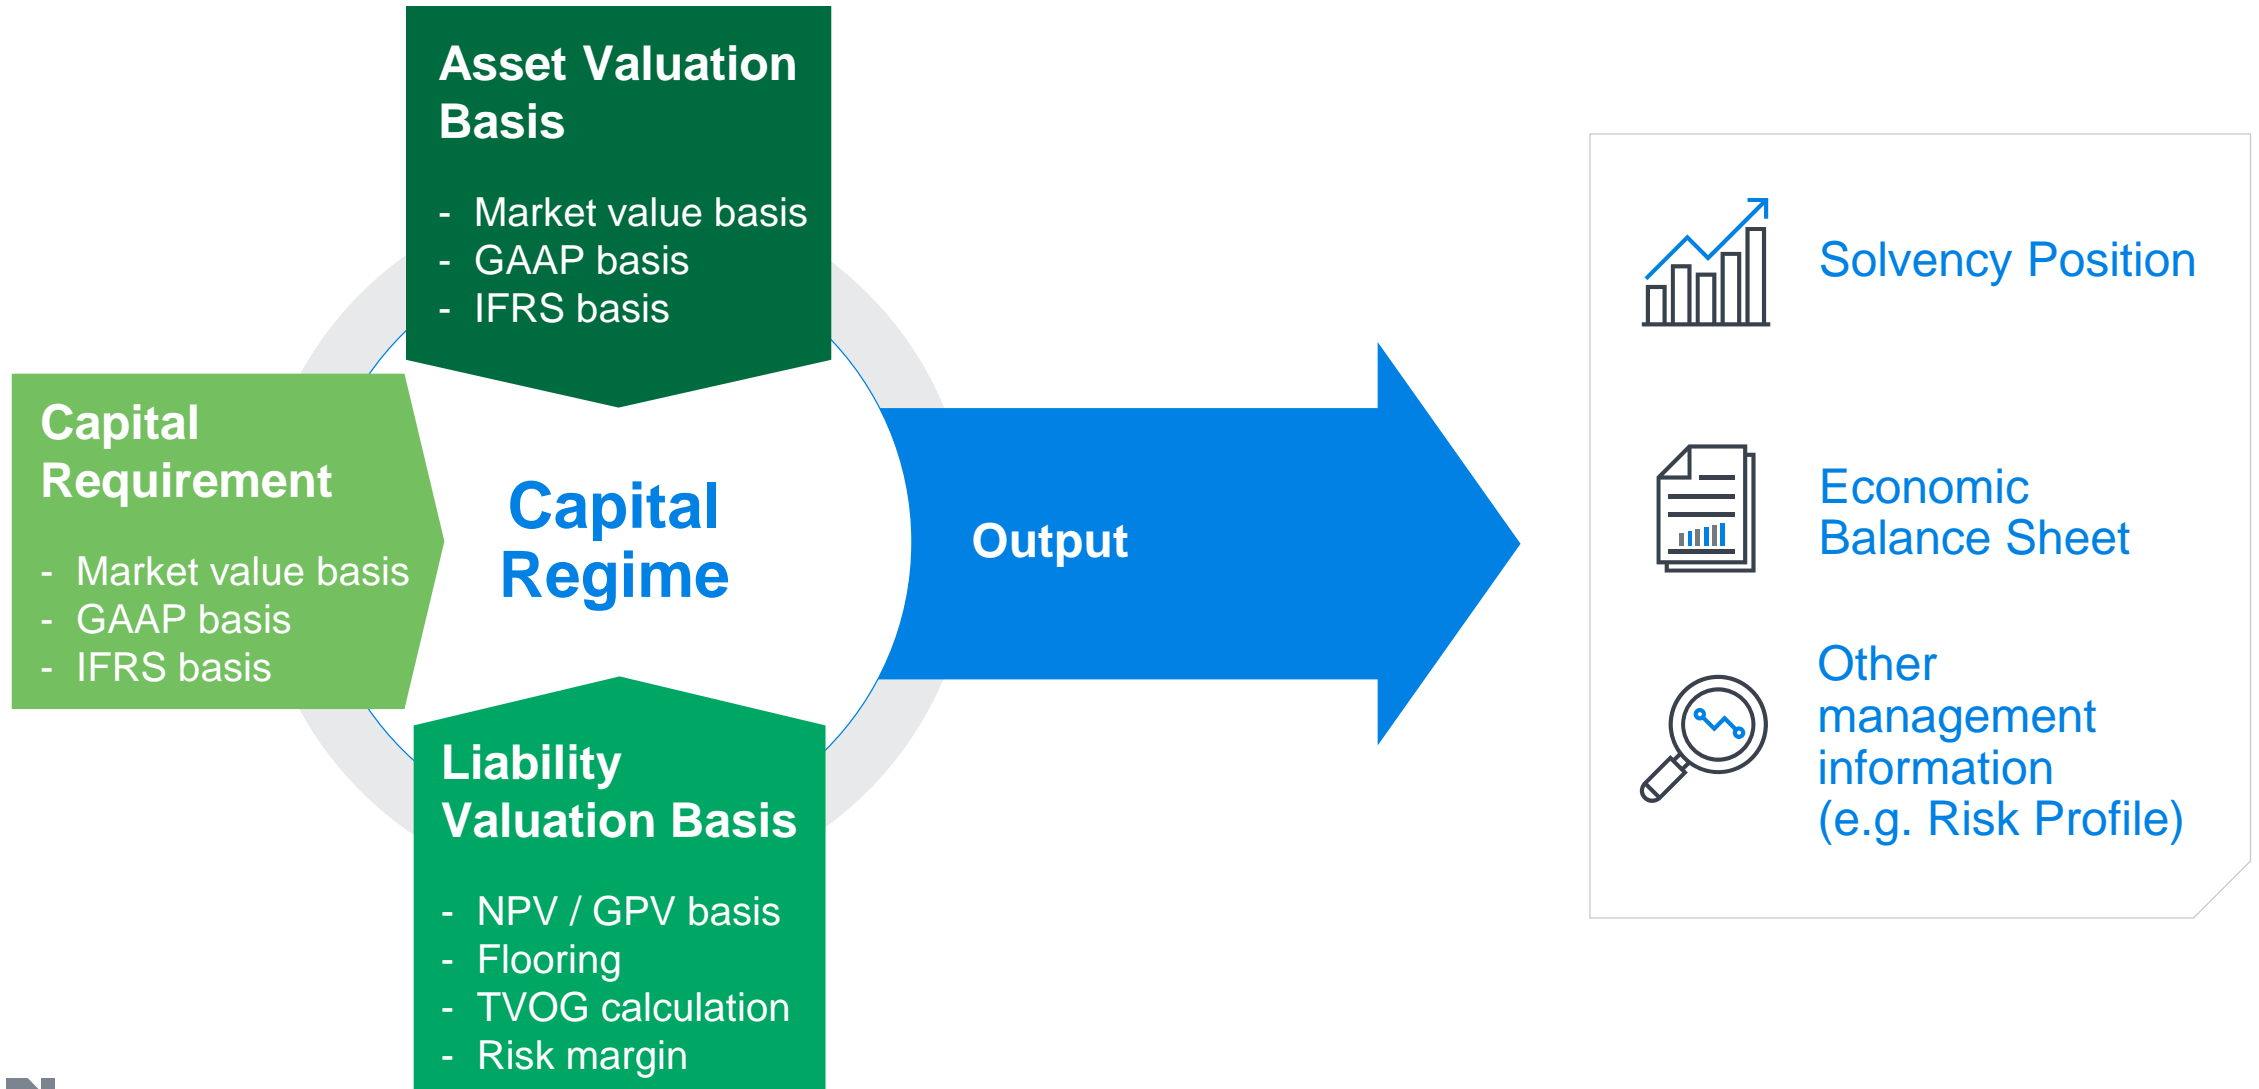 Asset Valuation
Basis
- Market value basis
- GAAP basis
- IFRS basis
Capital
Requirement
- Market value basis
- GAAP basis
- IFRS basis
Capital
Regime
Liability
Valuation Basis
- NPV / GPV basis
- Flooring
- TVOG calculation
- Risk margin
Output
Solvency Position
Economic
Balance Sheet
Other
management
information
(e.g. Risk Profile)